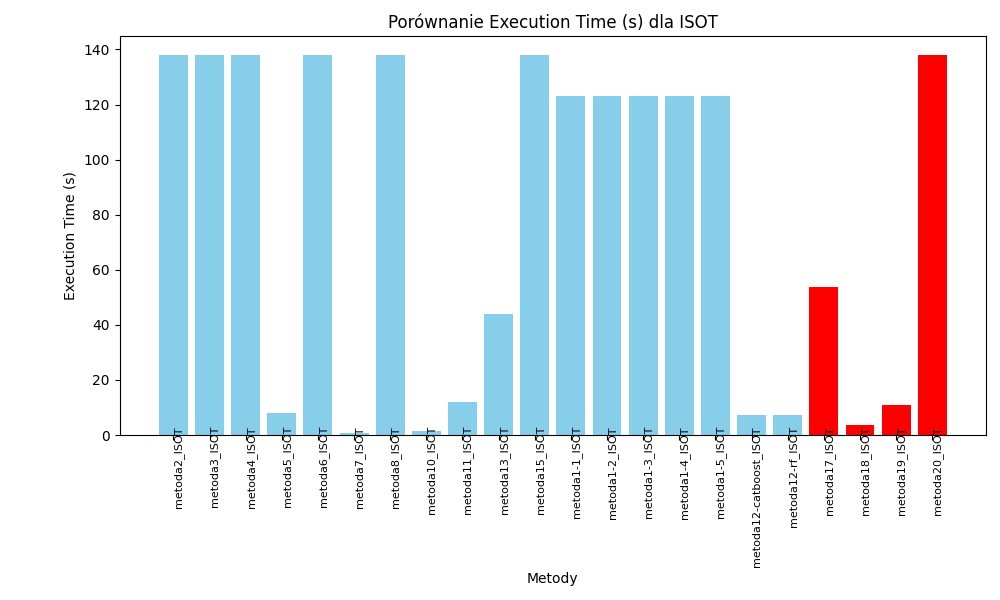 Porównanie Execution Time (s) dla ISOT
Execution Time (s)
140
120
100
80
60
40
20
0
metoda2_ISOT
metoda3_ISOT
metoda4_ISOT
metoda5_ISOT
metoda6_ISOT
metoda7_ISOT
metoda8_ISOT
metoda10_ISOT
metoda11_ISOT
metoda13_ISOT
metoda15_ISOT
metoda1-1_ISOT
metoda1-2_ISOT
metoda1-3_ISOT
metoda1-4_ISOT
metoda1-5_ISOT
metoda12-catboost_ISOT
metoda12-rf_ISOT
metoda17_ISOT
metoda18_ISOT
metoda19_ISOT
metoda20_ISOT
Metody